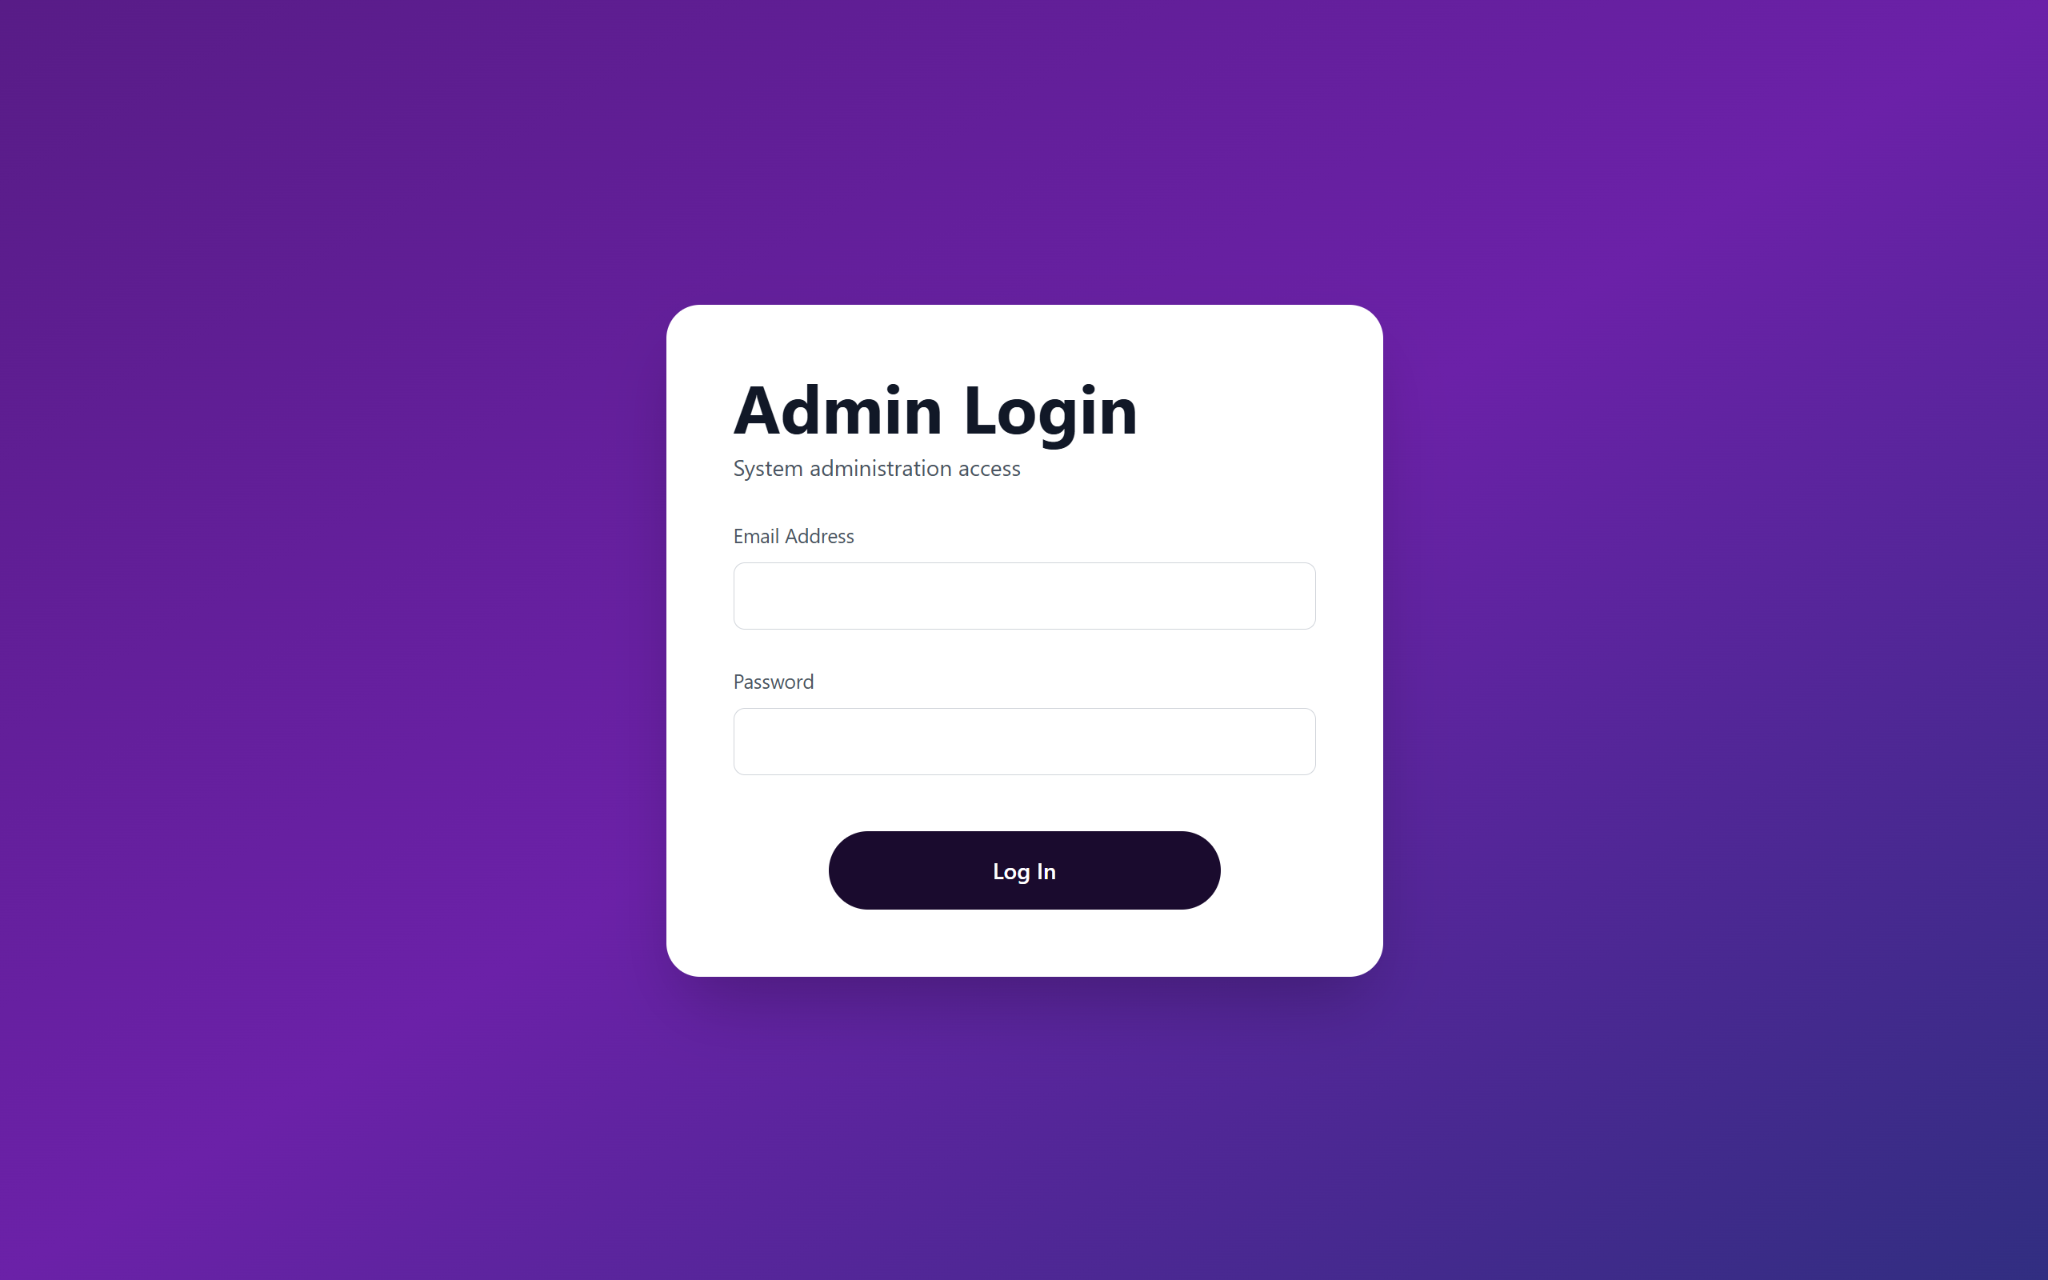 Admin Login
System administration access
Email Address
Password
Log In